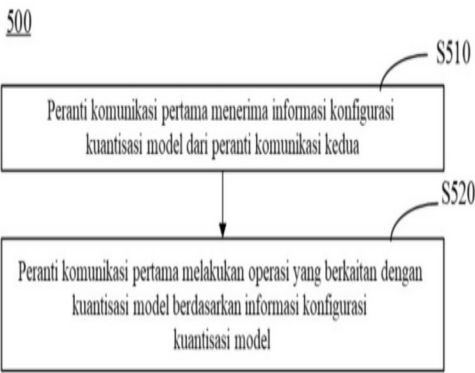 500
S510
Peranti komunikasi pertama menerima informasi konfigurasi
kuantisasi model dari peranti komunikasi kedua
S520
Peranti komunikasi pertama melakukan operasi yang berkaitan dengan
kuantisasi model berdasarkan informasi konfigurasi
kuantisasi model